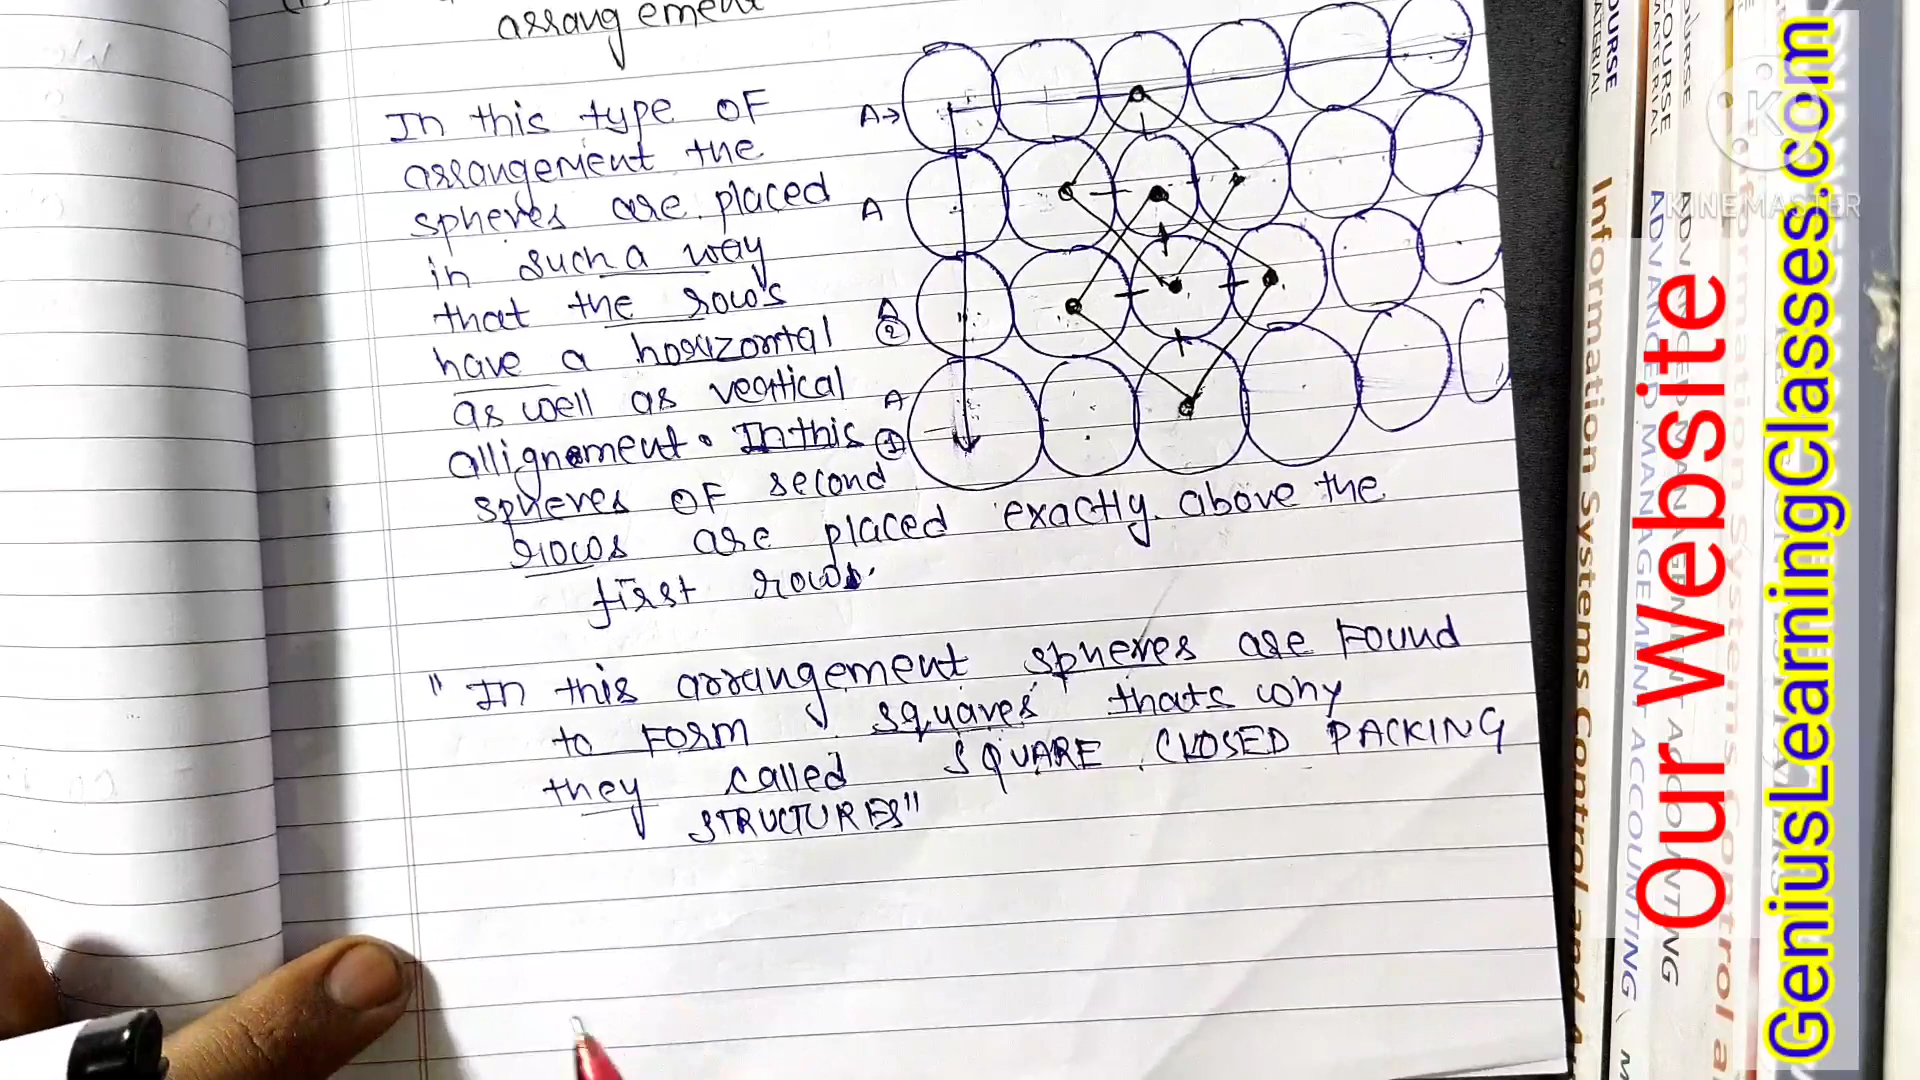 arrangement
In this type OF
arrangement the
spheres are placed
in such a way
that the rows
have a horizontal
as well as veatical
allignement. In this
spheres OF second
rows are placed exactly above the
first rows.
A→
A
A
②
A
①
" In this arrangement spheres are Found
to Form squares thats why
they called SQUARE CLOSED PACKING
STRUCTURES"
K
KINEMASTER
Our Website
GeniusLearningClasses.com
COURSE
MATERIAL
Information Systems Control and
ADVANCED MANAGEMENT ACCOUNTING